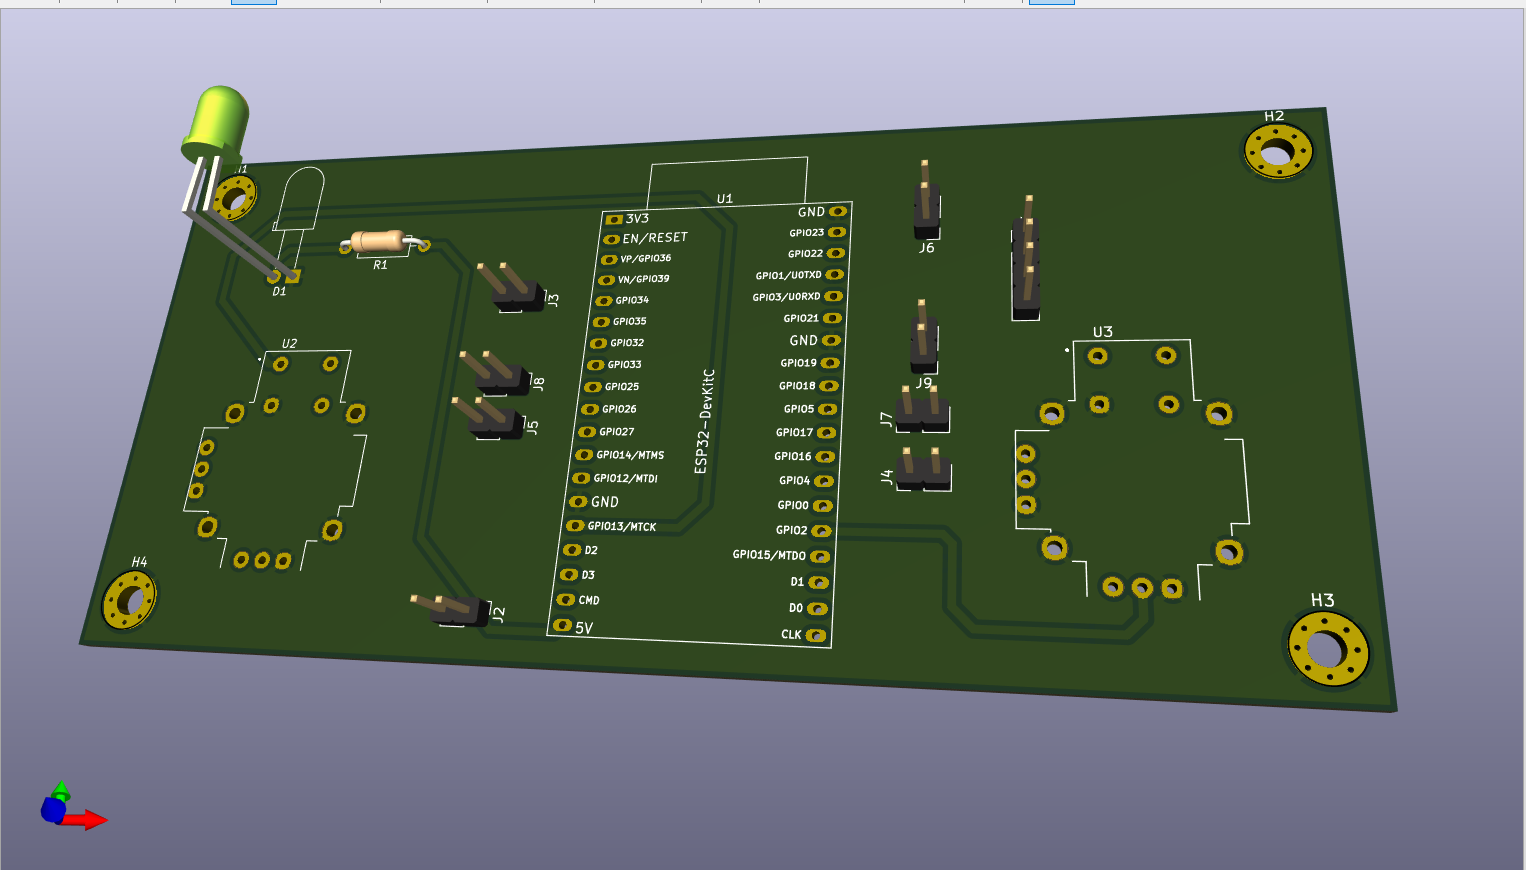 H2
H1
U1
3V3
EN/RESET
VP/GPIO36
VN/GPIO39
GPIO34
GPIO35
GPIO32
GPIO33
GPIO25
GPIO26
GPIO27
GPIO14/MTMS
GPIO12/MTDI
GND
GPIO13/MTCK
D2
D3
CMD
5V
GND
GPIO23
GPIO22
GPIO1/U0TXD
GPIO3/U0RXD
GPIO21
GND
GPIO19
GPIO18
GPIO5
GPIO17
GPIO16
GPIO4
GPIO0
GPIO2
GPIO15/MTDO
D1
D0
CLK
ESP32-DevKitC
R1
D1
J3
J6
U2
U3
J8
J9
J5
J7
J4
H4
J2
H3